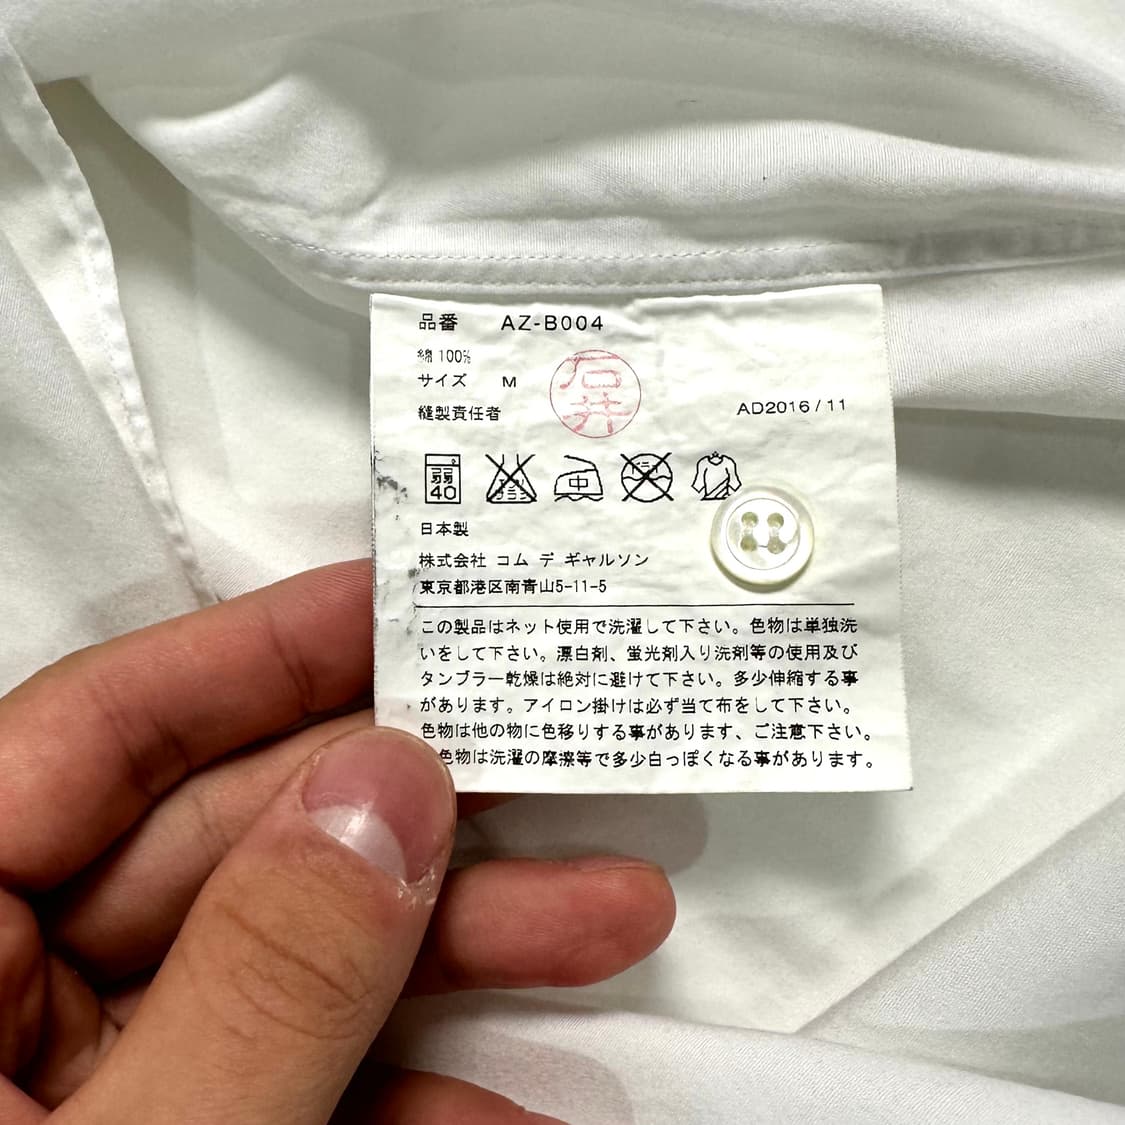 品番 AZ-B004
綿 100%
サイズ M
縫製責任者 石井
AD2016/11
弱 40
エンソ サラシ
中
ドライ
日本製
株式会社 コム デ ギャルソン
東京都港区南青山5-11-5
この製品はネット使用で洗濯して下さい。色物は単独洗
いをして下さい。漂白剤、蛍光剤入り洗剤等の使用及び
タンブラー乾燥は絶対に避けて下さい。多少伸縮する事
があります。アイロン掛けは必ず当て布をして下さい。
色物は他の物に色移りする事があります、ご注意下さい。
色物は洗濯の摩擦等で多少白っぽくなる事があります。